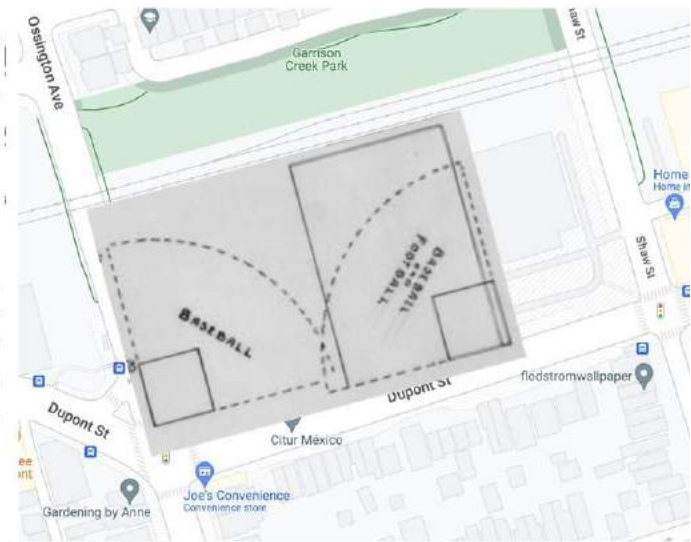 Ossington Ave
Shaw St
Garrison
Creek Park
Home
Home in
Shaw St
BASEBALL
BASEBALL
AND
FOOTBALL
Dupont St
flodstromwallpaper
Citur México
Dupont St
Joe's Convenience
Convenience store
Gardening by Anne